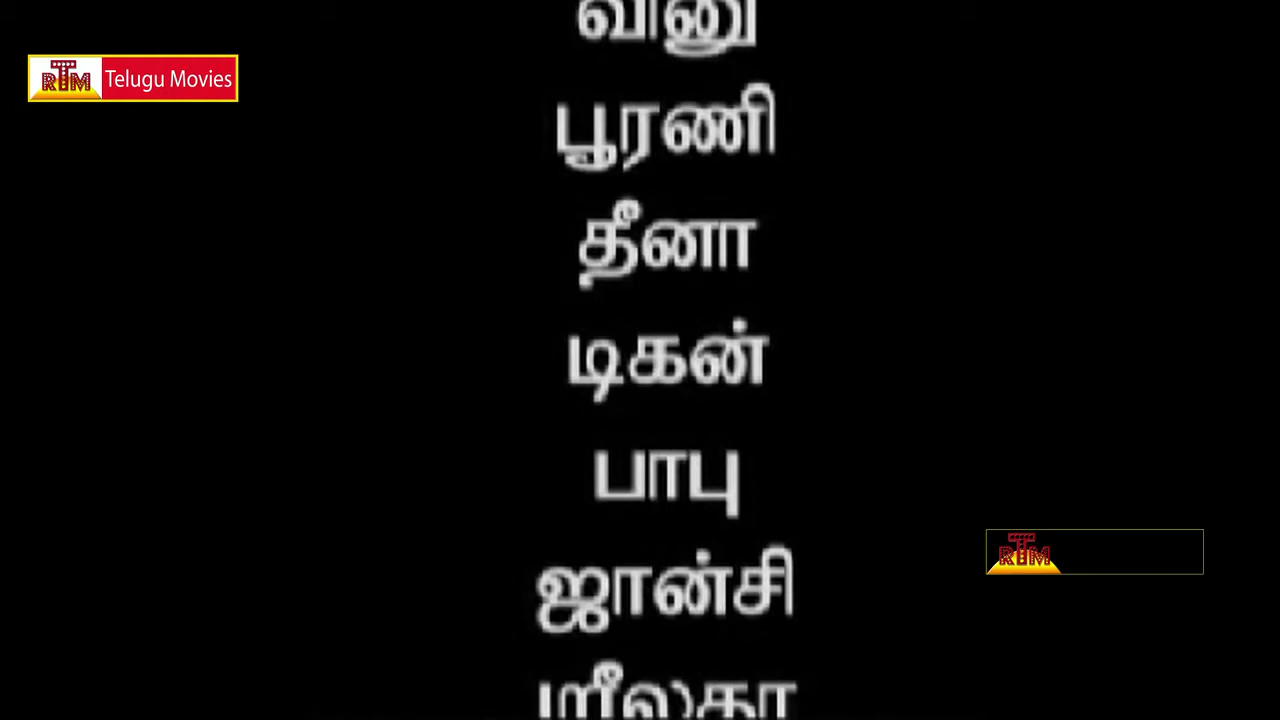 வினு
RTM Telugu Movies
பூரணி
தீனா
டிகன்
பாபு
ஜான்சி
RTM